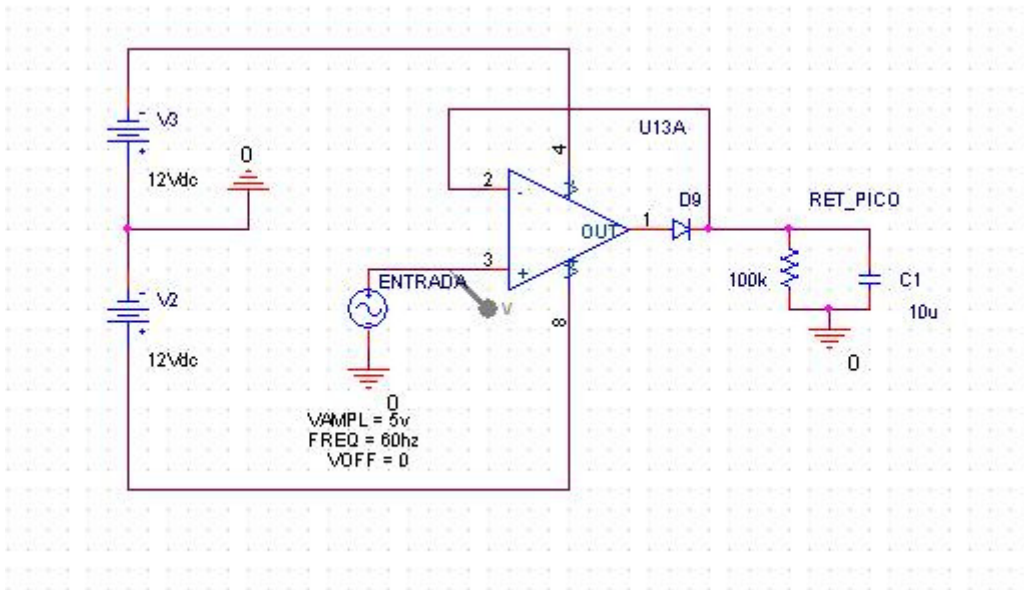 V3
12Vdc
0
V2
12Vdc
U13A
4
2
-
3
+
OUT
1
8
D9
RET_PICO
ENTRADA
V
0
VAMPL = 5v
FREQ = 60hz
VOFF = 0
100k
C1
10u
0